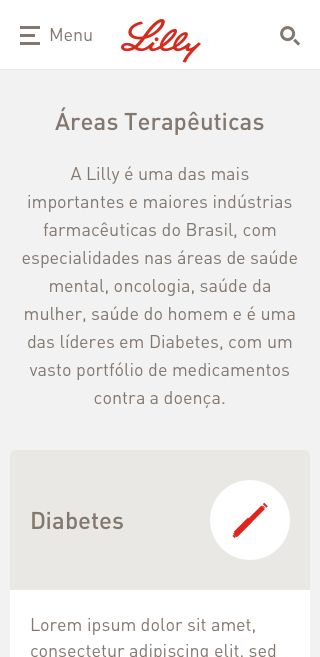 Menu
Lilly
Áreas Terapêuticas
A Lilly é uma das mais
importantes e maiores indústrias
farmacêuticas do Brasil, com
especialidades nas áreas de saúde
mental, oncologia, saúde da
mulher, saúde do homem e é uma
das líderes em Diabetes, com um
vasto portfólio de medicamentos
contra a doença.
Diabetes
Lorem ipsum dolor sit amet,
consectetur adipiscing elit, sed